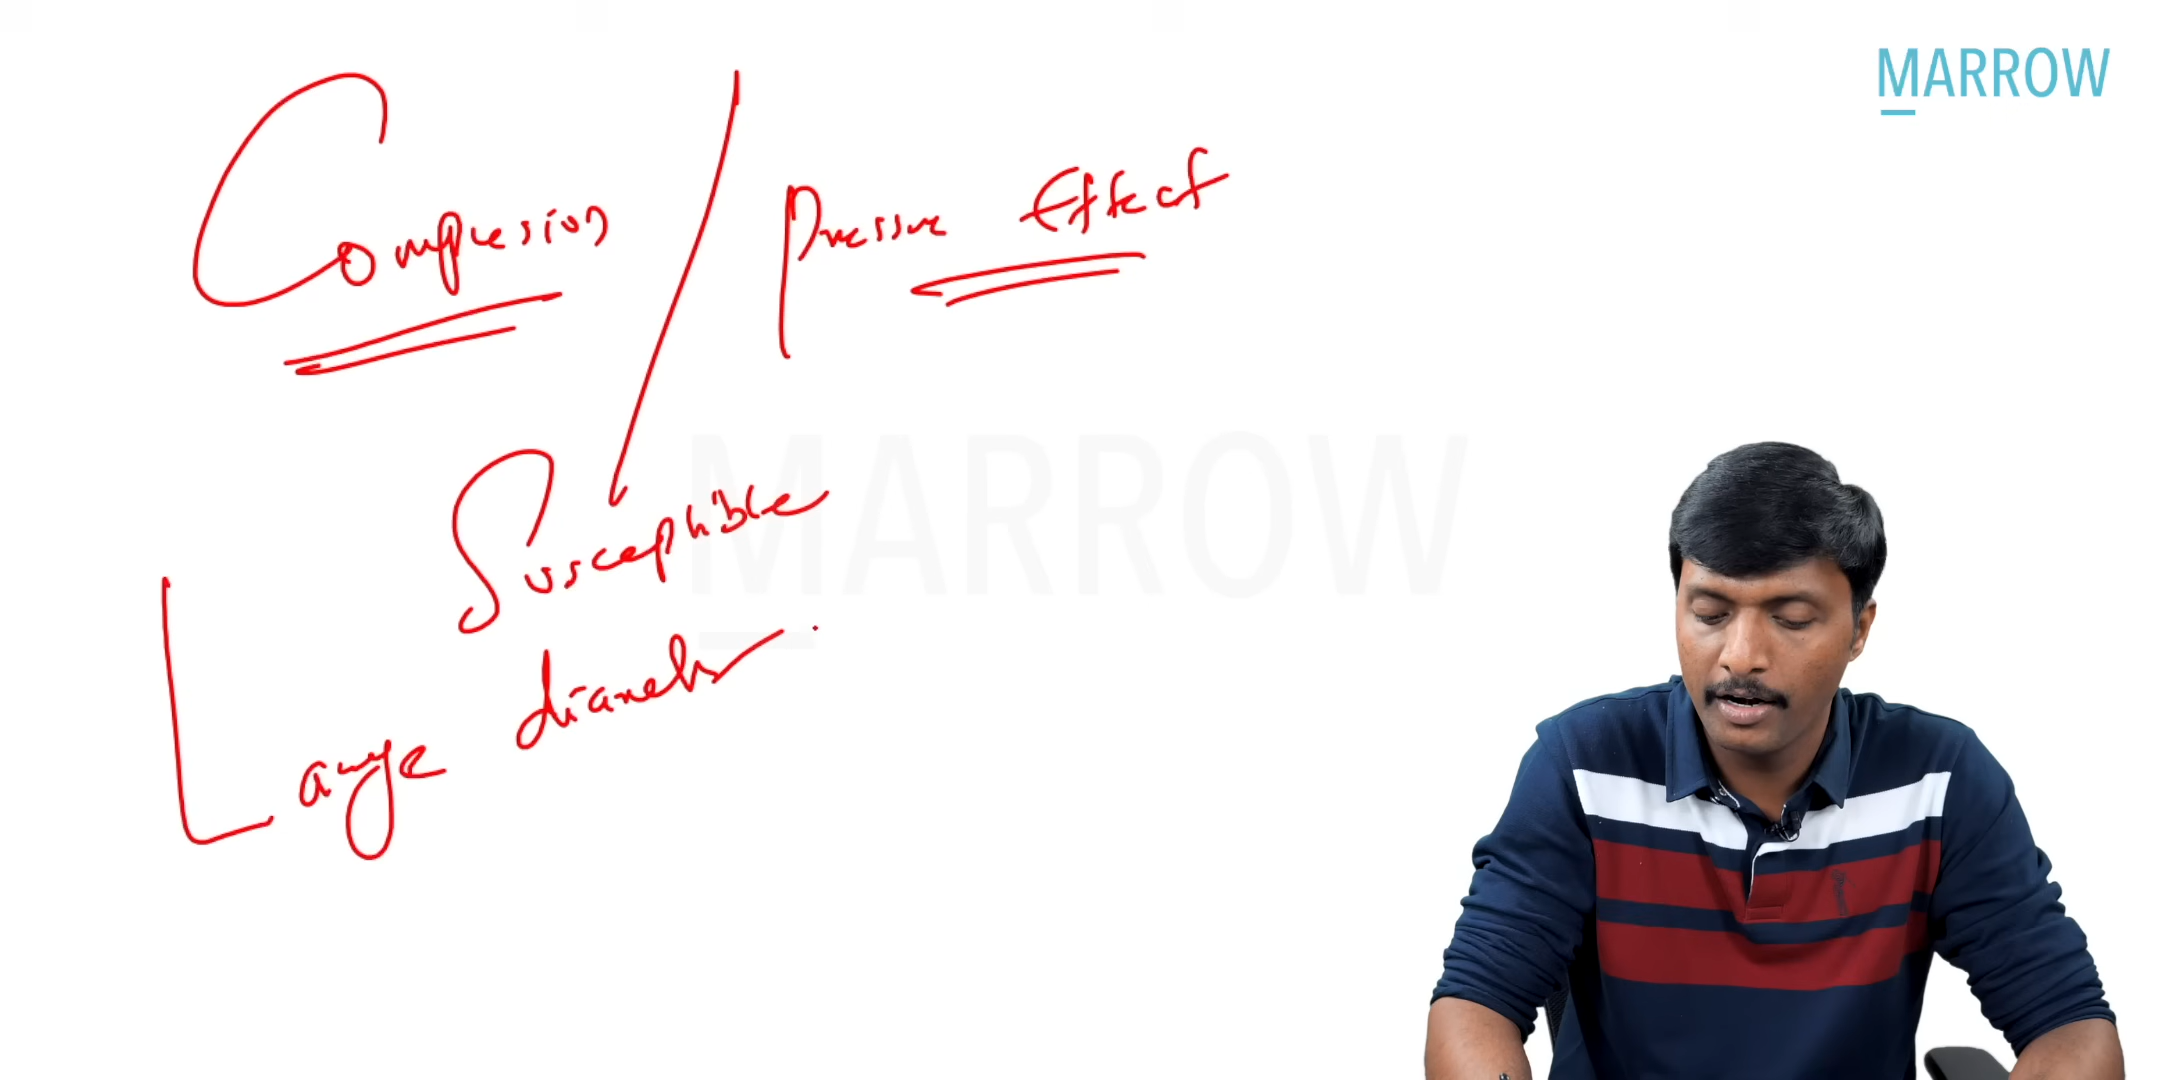 MARROW
Compression / Pressure Effect
Susceptible
MARROW
Large diameter